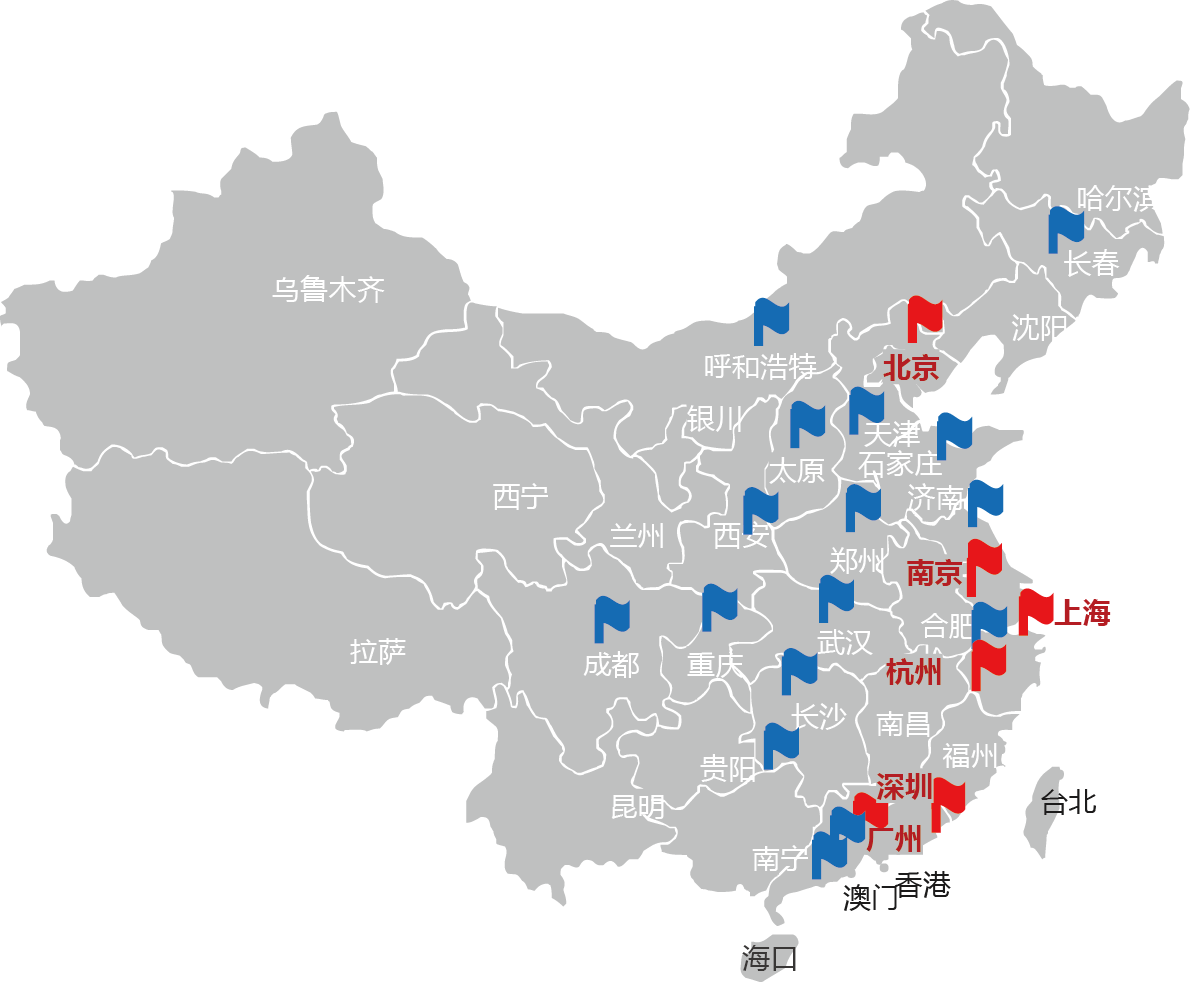 哈尔滨
长春
乌鲁木齐
沈阳
呼和浩特
北京
银川
天津
石家庄
太原
西宁
济南
兰州
西安
郑州
南京
上海
合肥
武汉
拉萨
成都
重庆
杭州
长沙
南昌
福州
贵阳
深圳
昆明
台北
广州
南宁
香港
澳门
海口